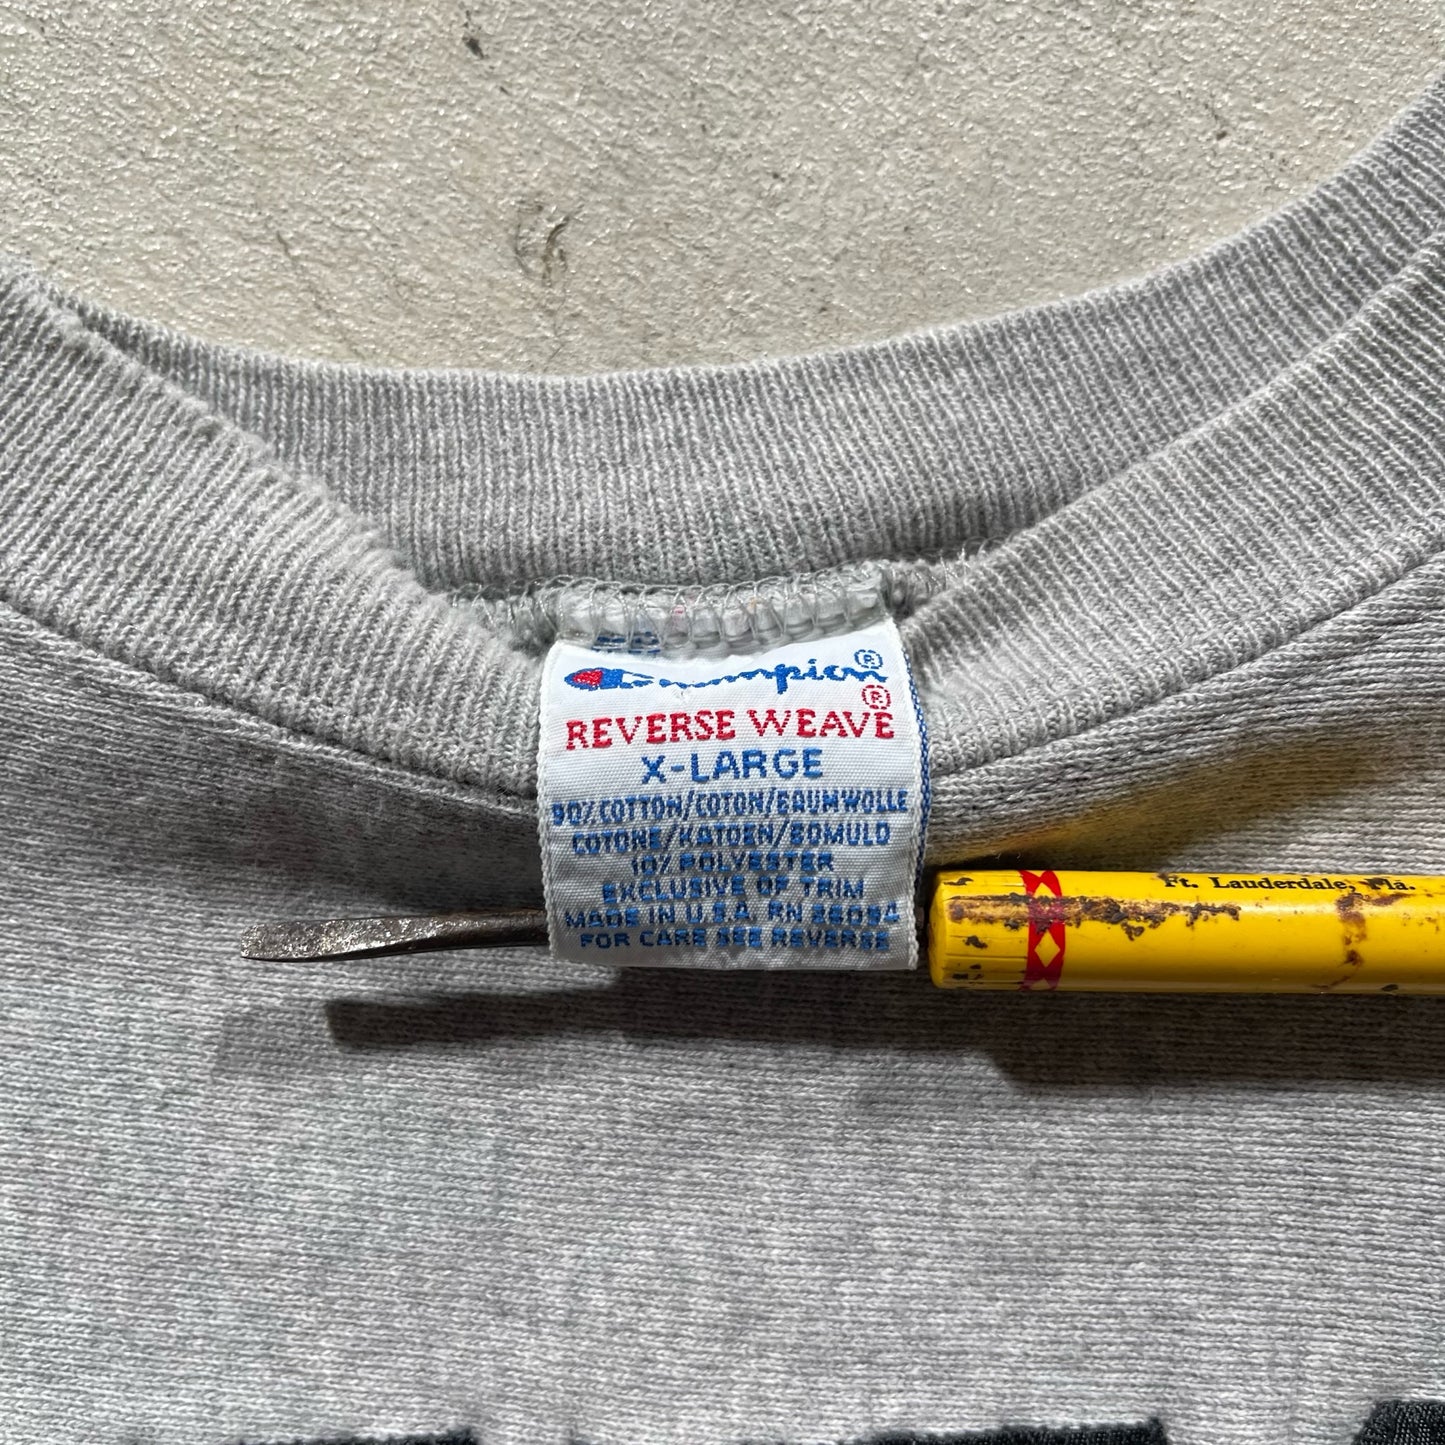 Champion®
REVERSE WEAVE®
X-LARGE
90% COTTON/COTON/BAUMWOLLE
COTONE/KATOEN/BOMULD
10% POLYESTER
EXCLUSIVE OF TRIM
MADE IN U.S.A. RN 26094
FOR CARE SEE REVERSE
Ft. Lauderdale, Fla.